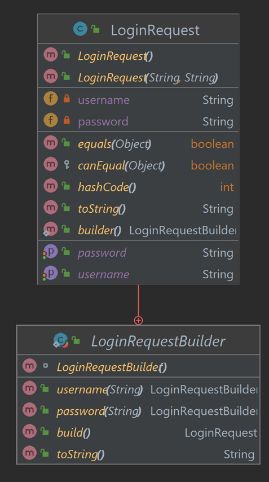 LoginRequest
LoginRequest()
LoginRequest(String, String)
username String
password String
equals(Object) boolean
canEqual(Object) boolean
hashCode() int
toString() String
builder() LoginRequestBuilder
password String
username String
LoginRequestBuilder
LoginRequestBuilde()
username(String) LoginRequestBuilder
password(String) LoginRequestBuilder
build() LoginRequest
toString() String